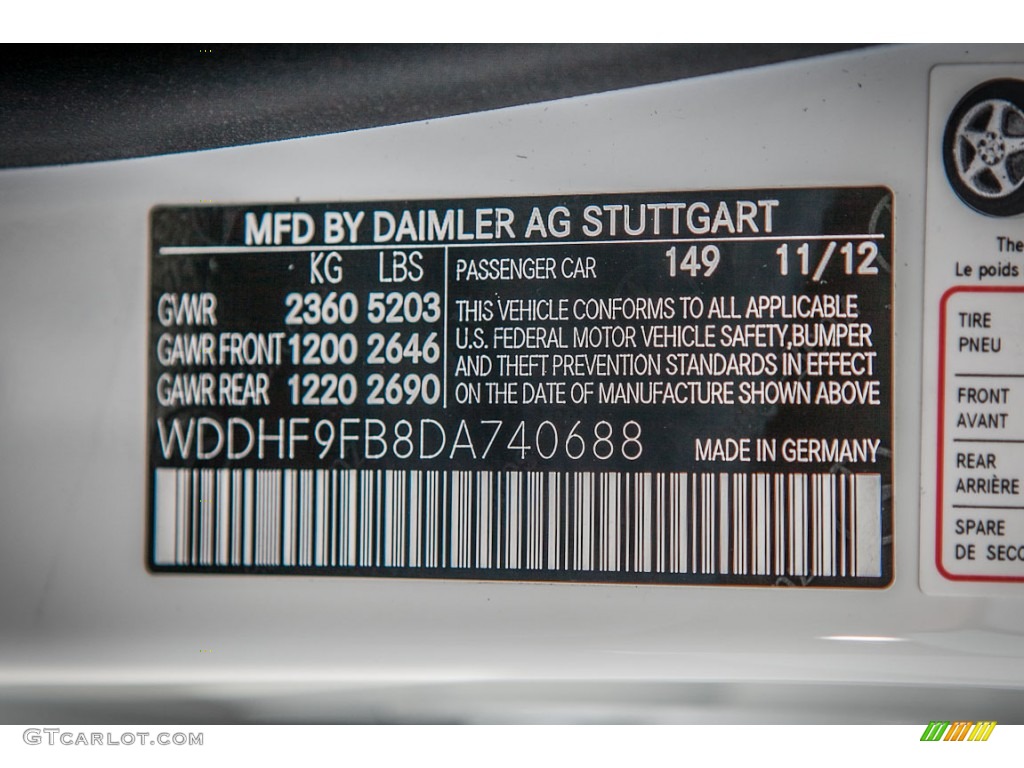 MFD BY DAIMLER AG STUTTGART
KG LBS
GVWR 2360 5203
GAWR FRONT 1200 2646
GAWR REAR 1220 2690
PASSENGER CAR 149 11/12
THIS VEHICLE CONFORMS TO ALL APPLICABLE
U.S. FEDERAL MOTOR VEHICLE SAFETY,BUMPER
AND THEFT PREVENTION STANDARDS IN EFFECT
ON THE DATE OF MANUFACTURE SHOWN ABOVE
WDDHF9FB8DA740688 MADE IN GERMANY
The
Le poids
TIRE
PNEU
FRONT
AVANT
REAR
ARRIÈRE
SPARE
DE SECO
GTCARLOT.COM